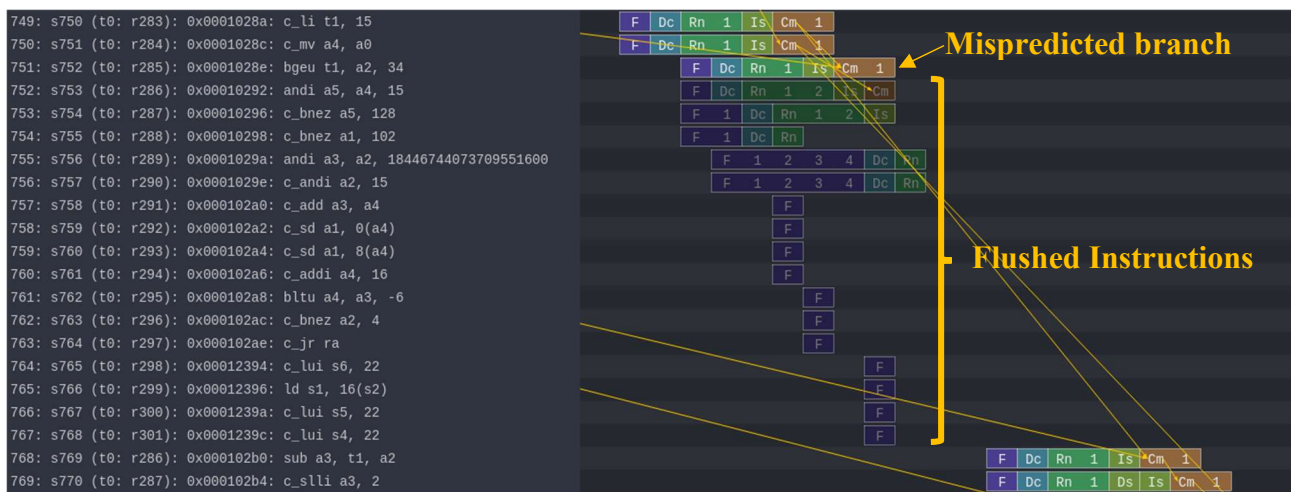 749: s750 (t0: r283): 0x0001028a: c_li t1, 15 F Dc Rn 1 Is Cm 1
750: s751 (t0: r284): 0x0001028c: c_mv a4, a0 F Dc Rn 1 Is Cm 1
Mispredicted branch
751: s752 (t0: r285): 0x0001028e: bgeu t1, a2, 34 F Dc Rn 1 Is Cm 1
752: s753 (t0: r286): 0x00010292: andi a5, a4, 15 F Dc Rn 1 2 Is Cm
753: s754 (t0: r287): 0x00010296: c_bnez a5, 128 F 1 Dc Rn 1 2 Is
754: s755 (t0: r288): 0x00010298: c_bnez a1, 102 F 1 Dc Rn
755: s756 (t0: r289): 0x0001029a: andi a3, a2, 18446744073709551600 F 1 2 3 4 Dc Rn
756: s757 (t0: r290): 0x0001029e: c_andi a2, 15 F 1 2 3 4 Dc Rn
757: s758 (t0: r291): 0x000102a0: c_add a3, a4 F
758: s759 (t0: r292): 0x000102a2: c_sd a1, 0(a4) F
759: s760 (t0: r293): 0x000102a4: c_sd a1, 8(a4) F
Flushed Instructions
760: s761 (t0: r294): 0x000102a6: c_addi a4, 16 F
761: s762 (t0: r295): 0x000102a8: bltu a4, a3, -6 F
762: s763 (t0: r296): 0x000102ac: c_bnez a2, 4 F
763: s764 (t0: r297): 0x000102ae: c_jr ra F
764: s765 (t0: r298): 0x00012394: c_lui s6, 22 F
765: s766 (t0: r299): 0x00012396: ld s1, 16(s2) F
766: s767 (t0: r300): 0x0001239a: c_lui s5, 22 F
767: s768 (t0: r301): 0x0001239c: c_lui s4, 22 F
768: s769 (t0: r286): 0x000102b0: sub a3, t1, a2 F Dc Rn 1 Is Cm 1
769: s770 (t0: r287): 0x000102b4: c_slli a3, 2 F Dc Rn 1 Ds Is Cm 1